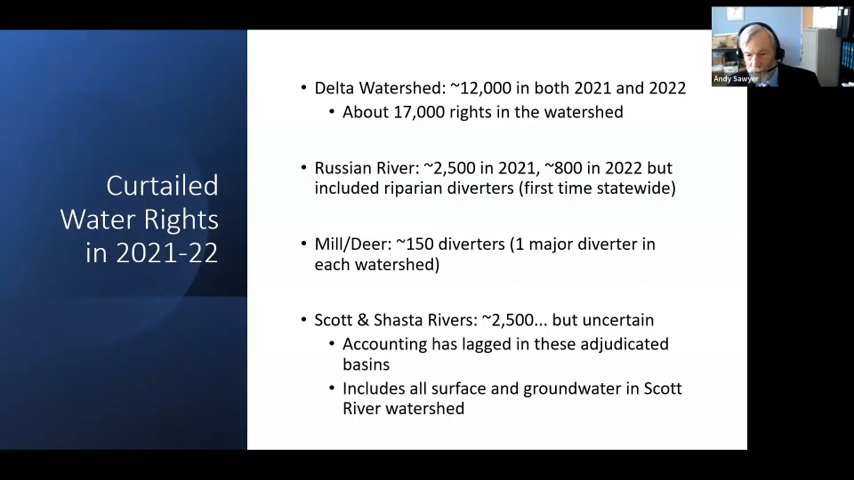 Curtailed
Water Rights
in 2021-22
• Delta Watershed: ~12,000 in both 2021 and 2022
• About 17,000 rights in the watershed
• Russian River: ~2,500 in 2021, ~800 in 2022 but
included riparian diverters (first time statewide)
• Mill/Deer: ~150 diverters (1 major diverter in
each watershed)
• Scott & Shasta Rivers: ~2,500... but uncertain
• Accounting has lagged in these adjudicated
basins
• Includes all surface and groundwater in Scott
River watershed
Andy Sawyer